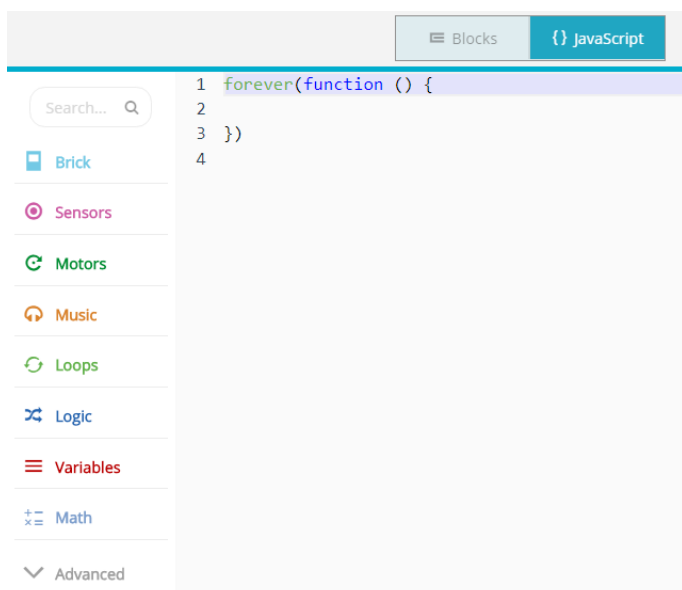 Blocks
{} JavaScript
Search...
Brick
Sensors
Motors
Music
Loops
Logic
Variables
Math
Advanced
1 forever(function () {
2
3 })
4